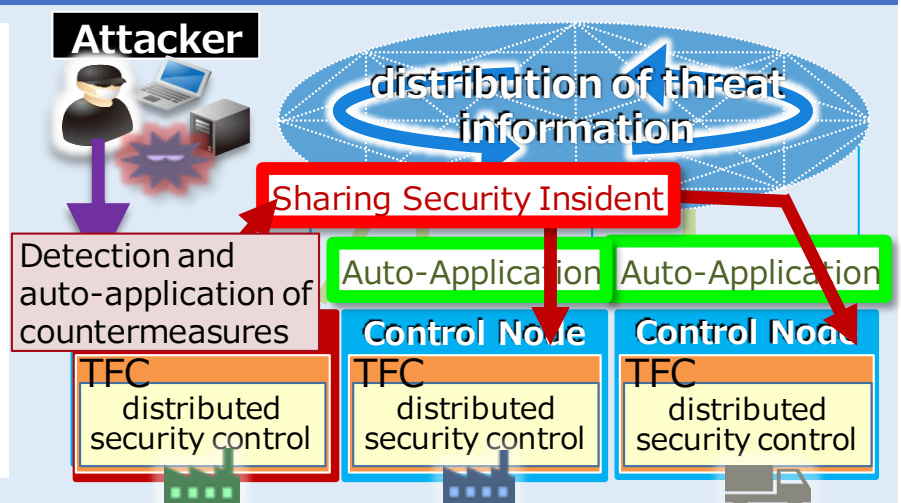 Attacker
distribution of threat
information
Sharing Security Insident
Detection and
auto-application of
countermeasures
Auto-Application
Auto-Application
Control Node
Control Node
TFC
distributed
security control
TFC
distributed
security control
TFC
distributed
security control